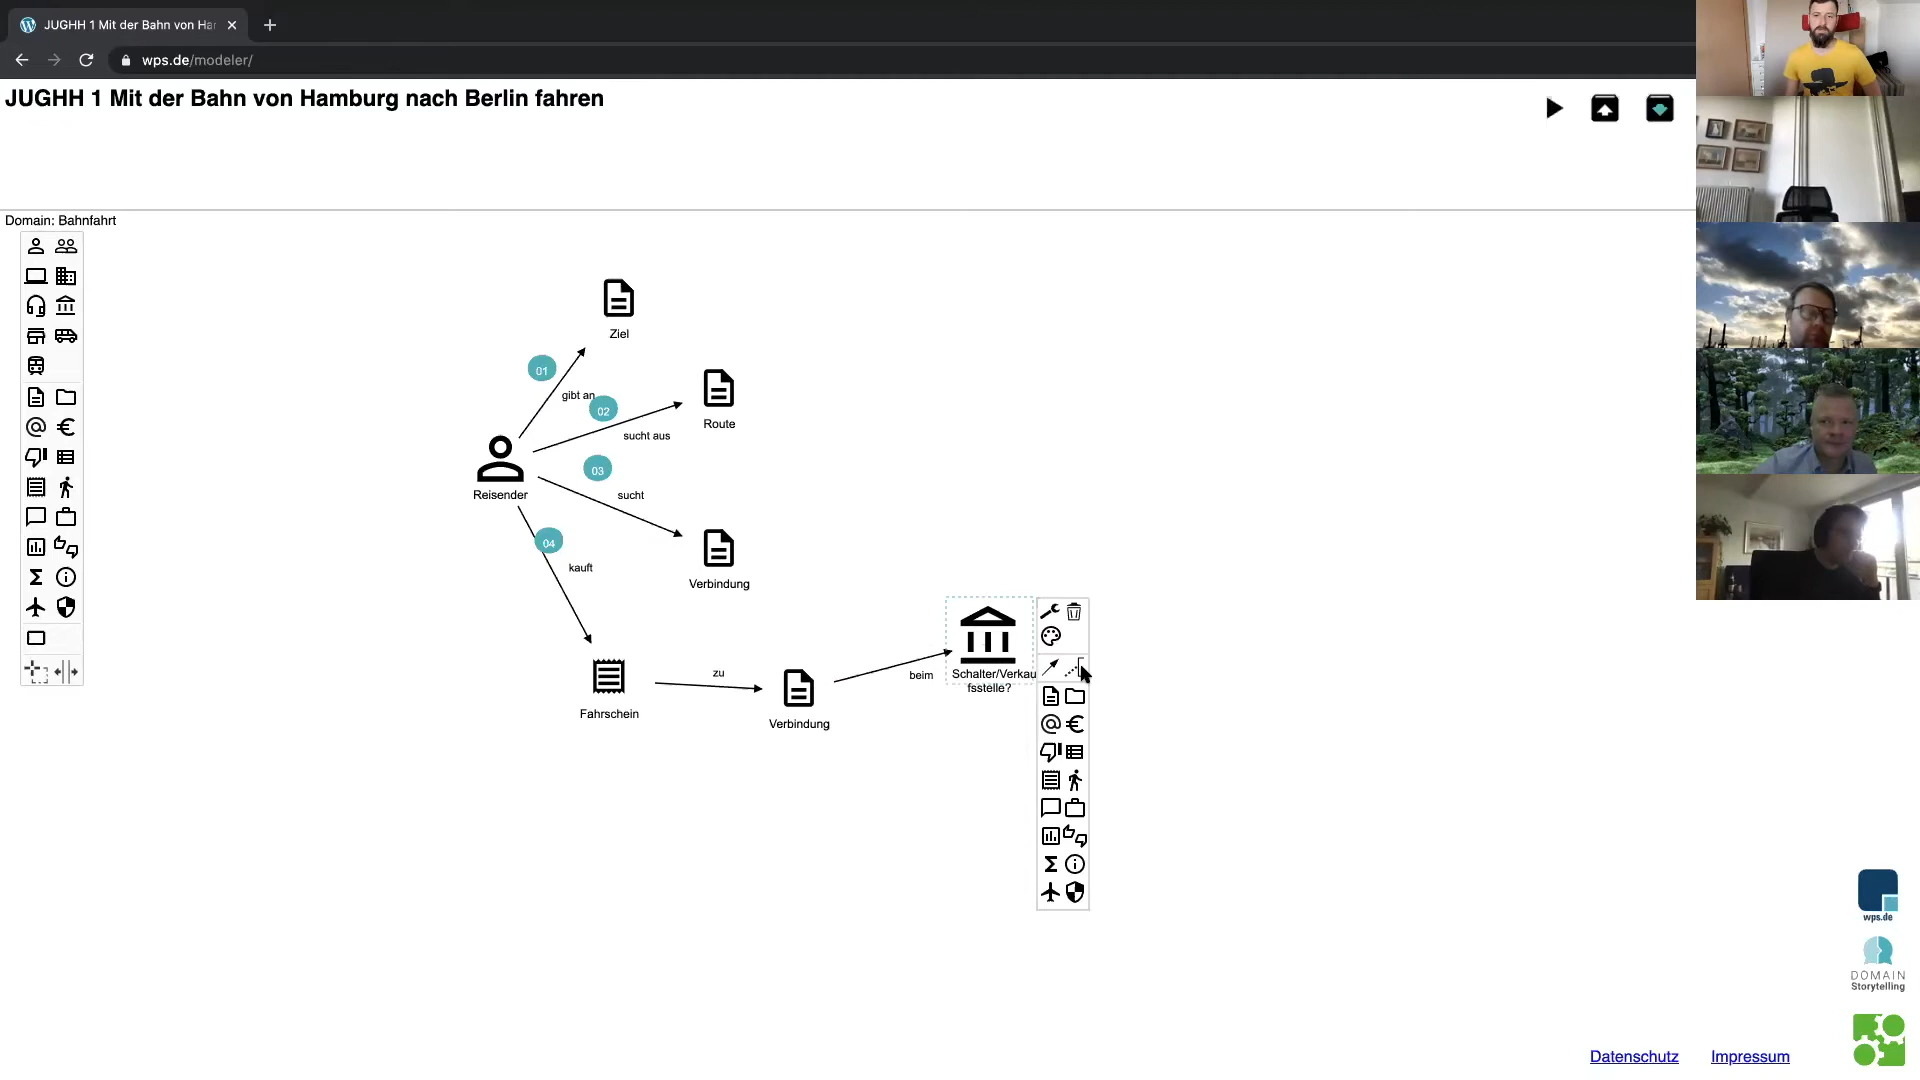 JUGHH 1 Mit der Bahn von Har
wps.de/modeler/
JUGHH 1 Mit der Bahn von Hamburg nach Berlin fahren
Domain: Bahnfahrt
Ziel
01
gibt an
02
Route
sucht aus
03
Reisender
sucht
04
kauft
Verbindung
zu
beim
Schalter/Verkau
fsstelle?
Fahrschein
Verbindung
wps.de
DOMAIN
Storytelling
Datenschutz
Impressum